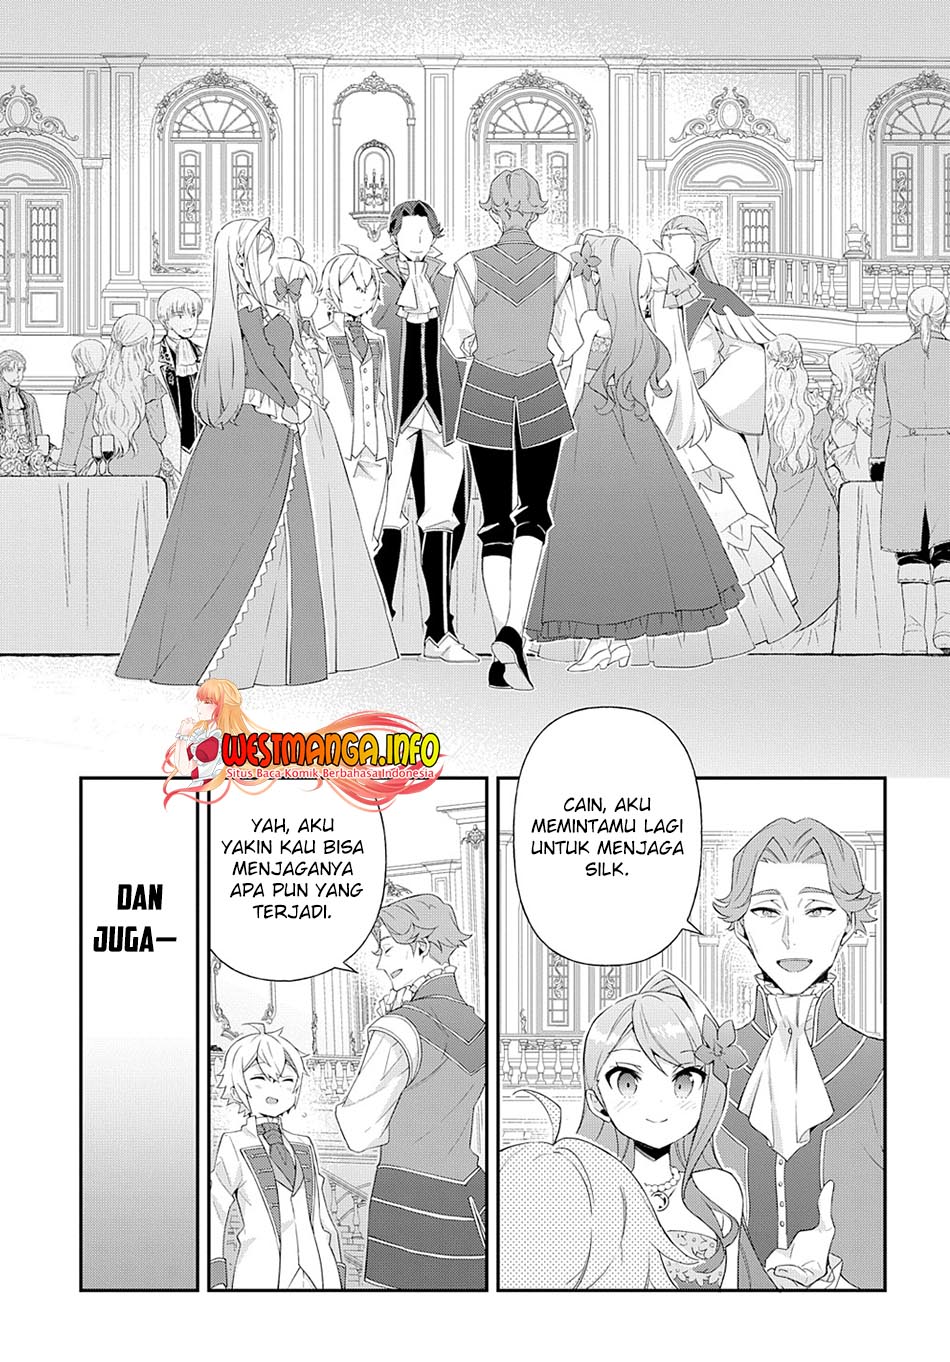 WESTMANGA.INFO
Situs Baca Komik Berbahasa Indonesia
CAIN, AKU
MEMINTAMU LAGI
UNTUK MENJAGA
SILK.
YAH, AKU
YAKIN KAU BISA
MENJAGANYA
APA PUN YANG
TERJADI.
DAN
JUGA—